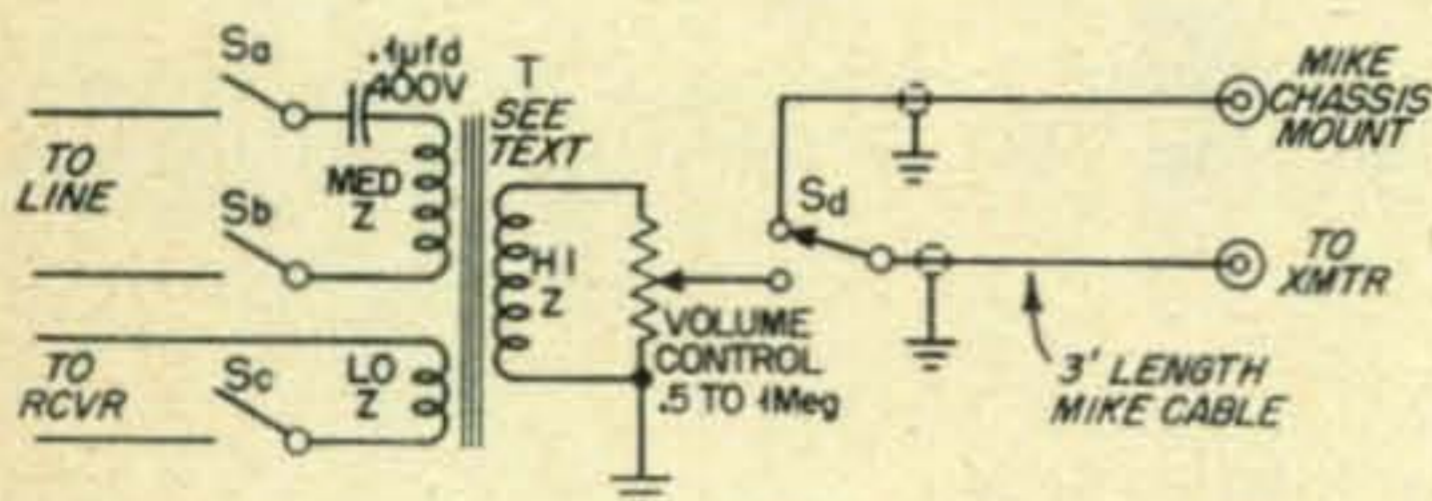 Sa
.1µfd
400V
T
SEE
TEXT
TO
LINE
MED
Z
Sb
HI
Z
TO
RCVR
Sc
LO
Z
VOLUME
CONTROL
.5 TO 1Meg
Sd
MIKE
CHASSIS
MOUNT
TO
XMTR
3' LENGTH
MIKE CABLE